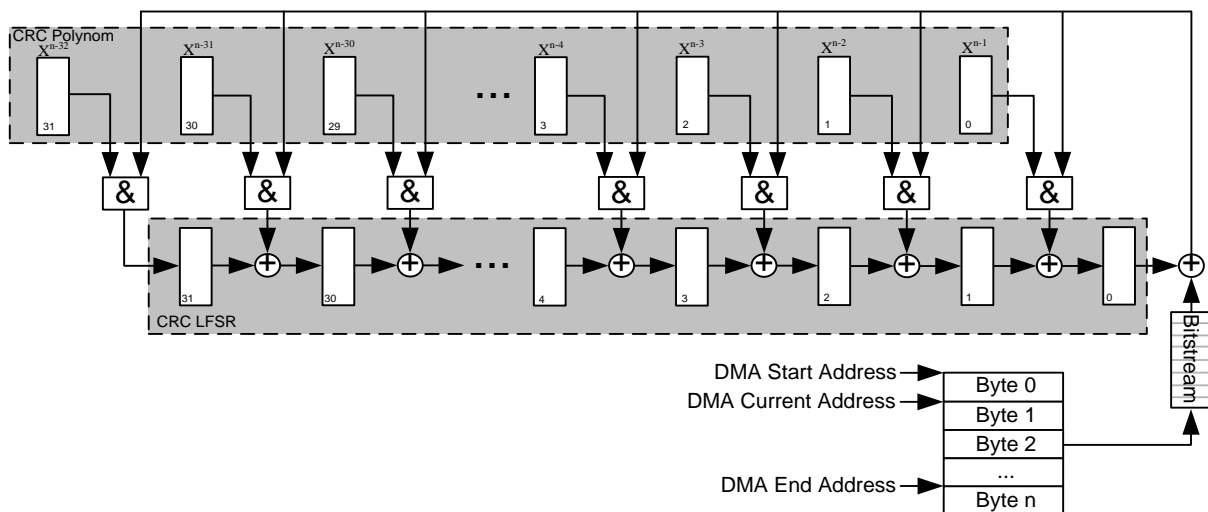 CRC Polynom
X^n-32 X^n-31 X^n-30 X^n-4 X^n-3 X^n-2 X^n-1
...
31 30 29 3 2 1 0
& & & & & & &
+ + ... + + + + +
31 30 4 3 2 1 0
CRC LFSR
Bitstream
DMA Start Address
Byte 0
DMA Current Address
Byte 1
Byte 2
...
DMA End Address
Byte n